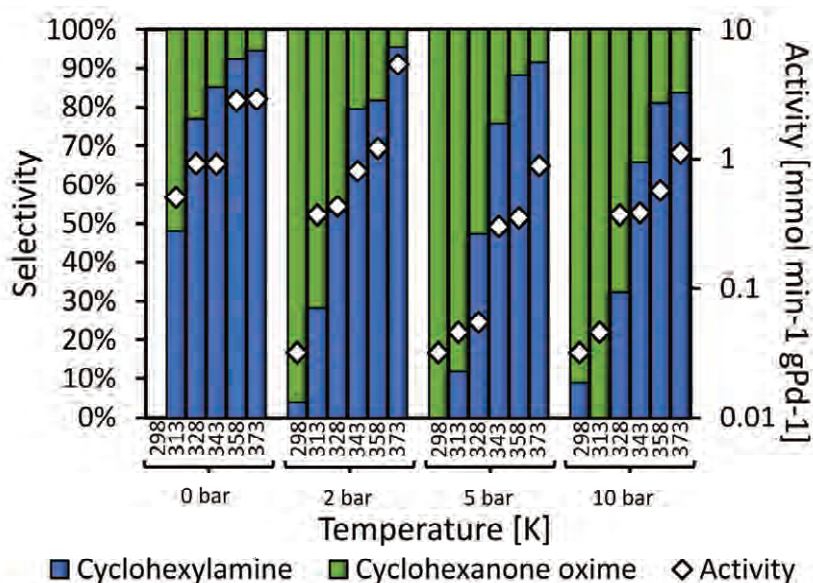 100%
90%
80%
70%
60%
50%
40%
30%
20%
10%
0%
Selectivity
10
1
0.1
0.01
Activity [mmol min-1 gPd-1]
298 313 328 343 358 373 298 313 328 343 358 373 298 313 328 343 358 373 298 313 328 343 358 373
0 bar 2 bar 5 bar 10 bar
Temperature [K]
Cyclohexylamine Cyclohexanone oxime Activity